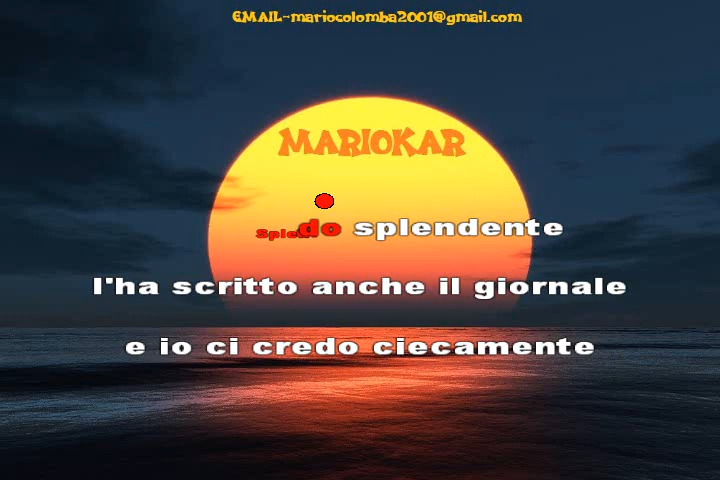 EMAIL-mariocolomba2001@gmail.com
MARIOKAR
Splendo splendente
l'ha scritto anche il giornale
e io ci credo ciecamente